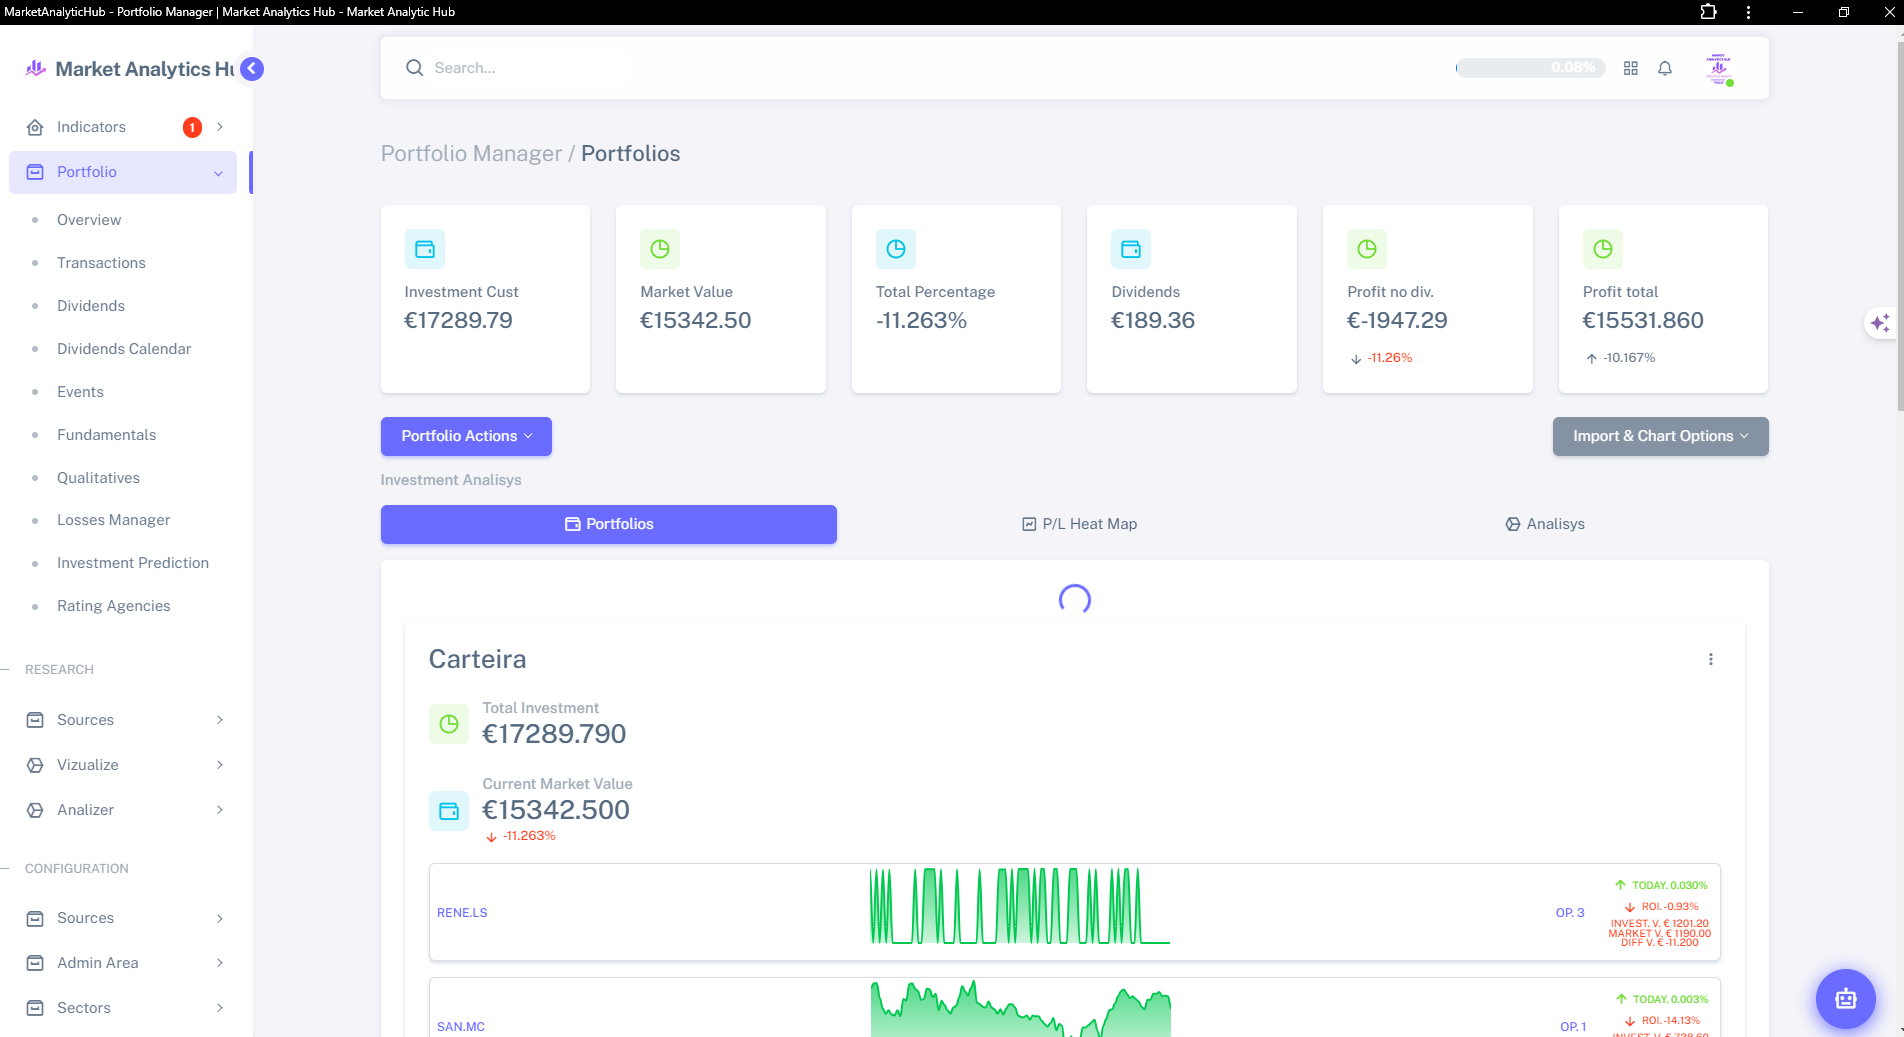 MarketAnalyticHub - Portfolio Manager | Market Analytics Hub - Market Analytic Hub
Market Analytics Hu
Search...
0.08%
Indicators 1
Portfolio
Overview
Transactions
Dividends
Dividends Calendar
Events
Fundamentals
Qualitatives
Losses Manager
Investment Prediction
Rating Agencies
RESEARCH
Sources
Vizualize
Analizer
CONFIGURATION
Sources
Admin Area
Sectors
Portfolio Manager / Portfolios
Investment Cust
€17289.79
Market Value
€15342.50
Total Percentage
-11.263%
Dividends
€189.36
Profit no div.
€-1947.29
-11.26%
Profit total
€15531.860
-10.167%
Portfolio Actions
Import & Chart Options
Investment Analisys
Portfolios
P/L Heat Map
Analisys
Carteira
Total Investment
€17289.790
Current Market Value
€15342.500
-11.263%
RENE.LS
OP. 3
TODAY. 0.030%
ROI. -0.93%
INVEST. V. € 1201.20
MARKET V. € 1190.00
DIFF V. € -11.200
SAN.MC
OP. 1
TODAY. 0.003%
ROI. -14.13%
INVEST. V. € 738.60